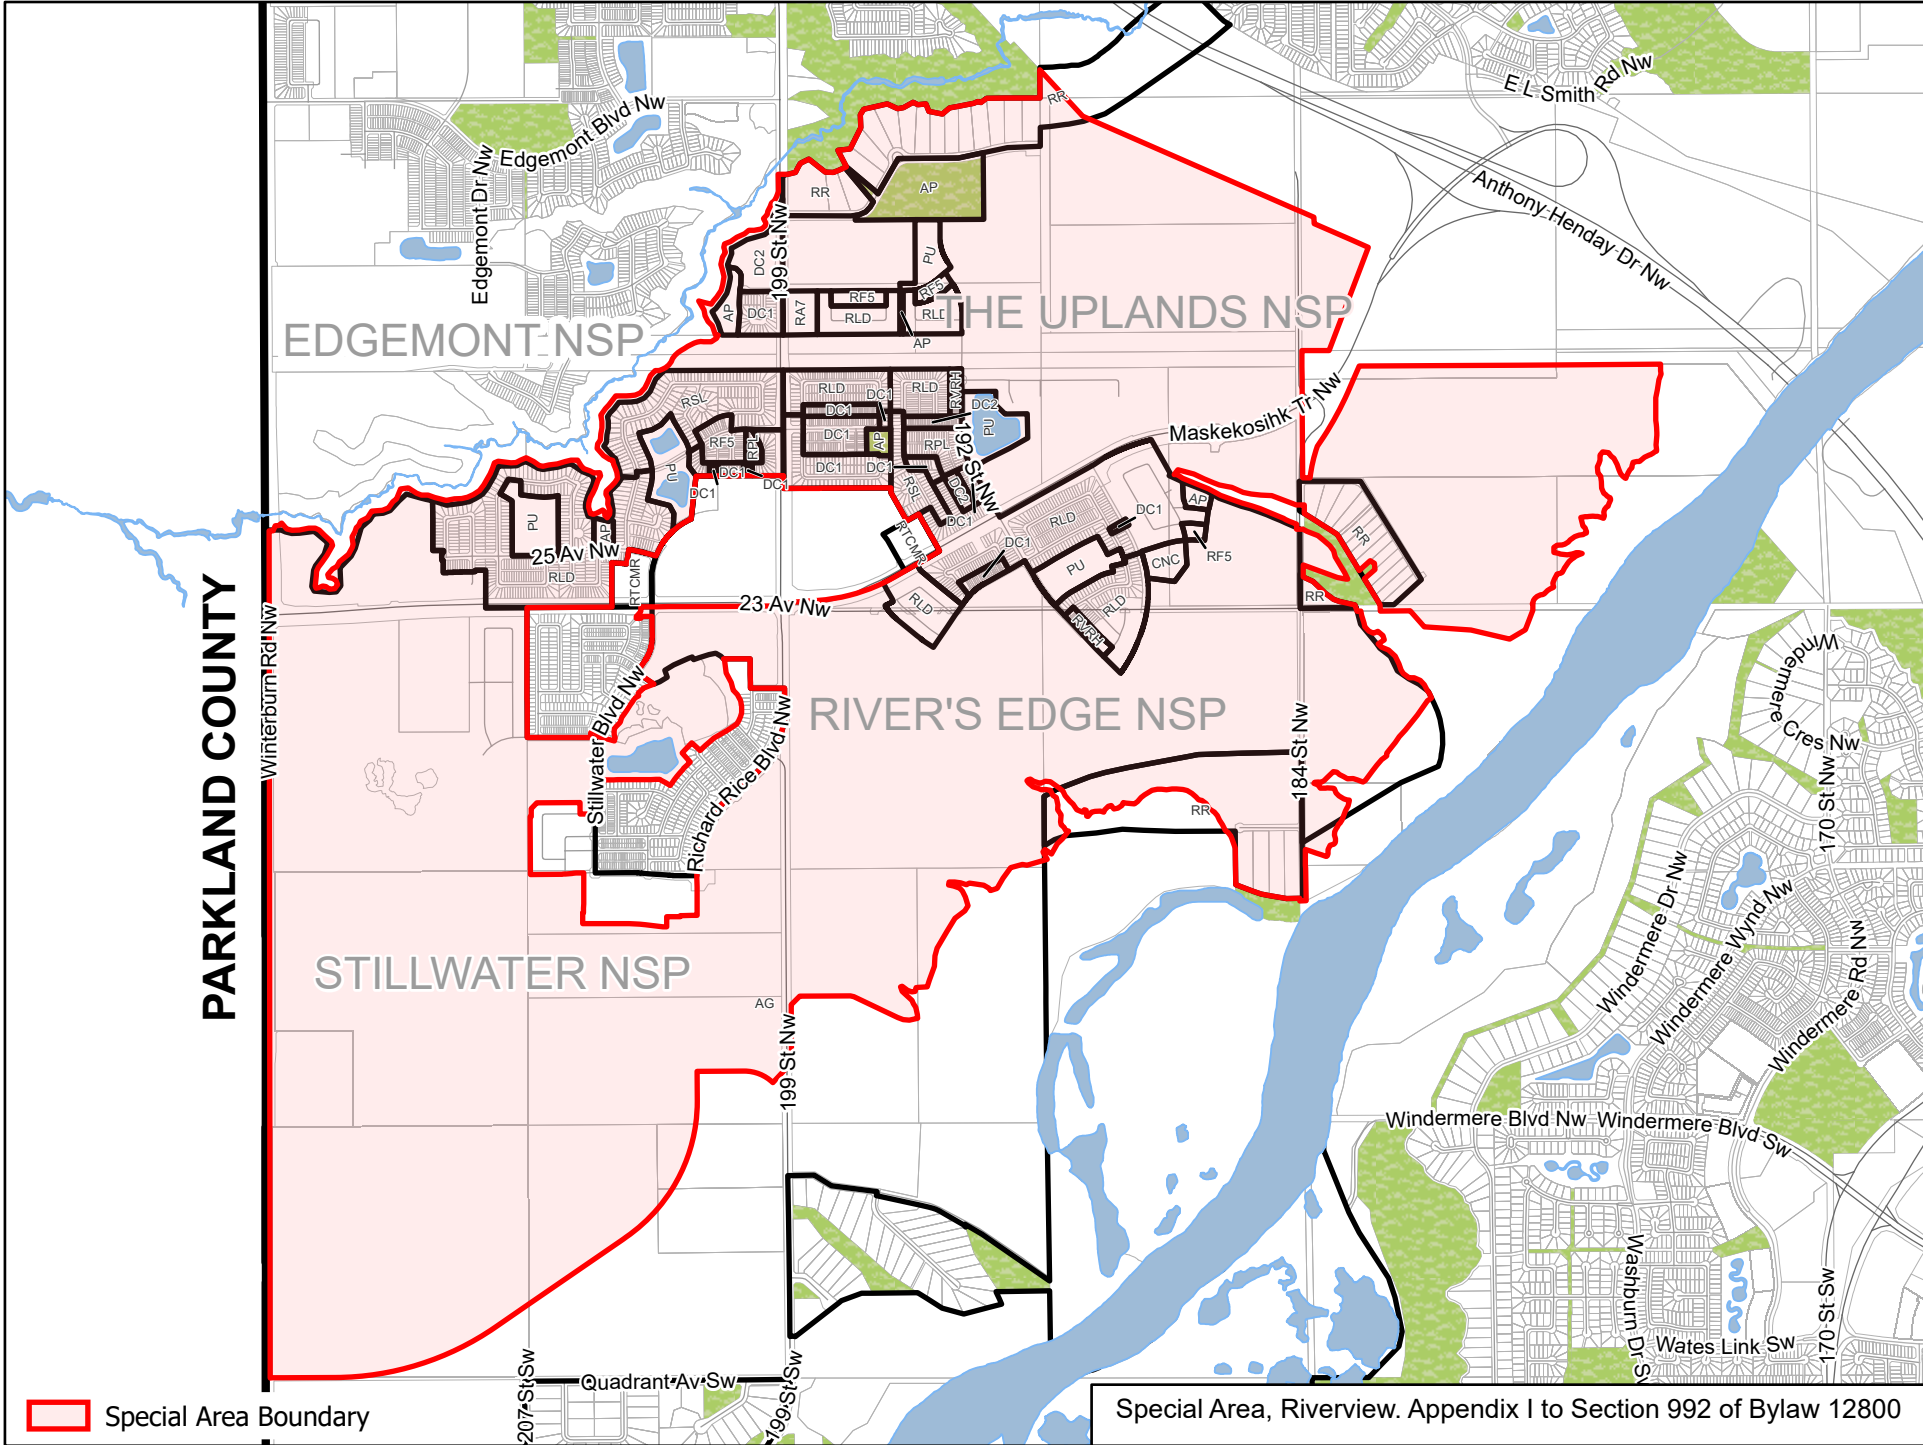 E L Smith Rd Nw
Edgemont Blvd Nw
Edgemont Dr Nw
RR
Anthony Henday Dr Nw
RR
AP
199 St Nw
DC2
PU
RF5
AP
DC1
RA7
RF5
RLD
RLD
AP
THE UPLANDS NSP
EDGEMONT NSP
RSL
RLD
DC1
RLD
RVRH
DC1
DC2
PU
Maskekosihk Tr Nw
RF5
RPL
DC1
AP
RPL
192 St Nw
PU
DC1
DC1
DC1
DC1
DC1
RSL
DC2
DC1
RTCMR
RLD
DC1
AP
RF5
RR
PU
25 Av Nw
AP
RLD
RTCMR
DC1
PU
CNC
RR
23 Av Nw
RLD
RLD
RVRH
PARKLAND COUNTY
Winterburn Rd Nw
Stillwater Blvd Nw
Richard Rice Blvd Nw
RIVER'S EDGE NSP
184 St Nw
RR
Windermere Cres Nw
170 St Nw
Windermere Dr Nw
Windermere Wynd Nw
Windermere Rd Nw
STILLWATER NSP
AG
199 St Nw
Windermere Blvd Nw
Windermere Blvd Sw
Washburn Dr Sw
Wates Link Sw
170 St Sw
207 St Sw
Quadrant Av Sw
199 St Sw
Special Area Boundary
Special Area, Riverview. Appendix I to Section 992 of Bylaw 12800